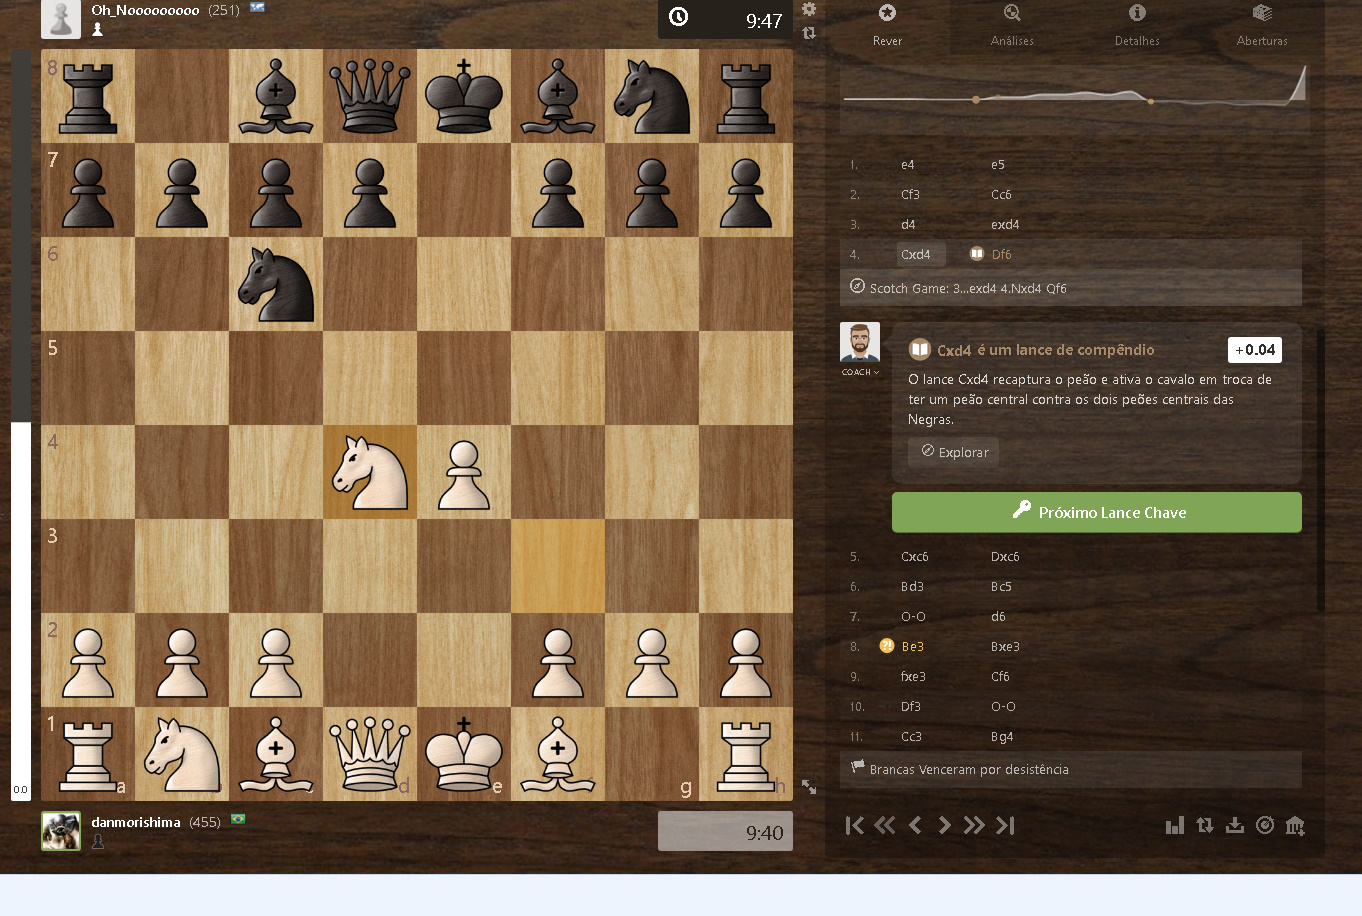 Oh_Nooooooooo (251)
9:47
Rever
Análises
Detalhes
Aberturas
8
7
6
5
4
3
2
1
a
d
e
g
h
0.0
1. e4 e5
2. Cf3 Cc6
3. d4 exd4
4. Cxd4 Df6
Scotch Game: 3...exd4 4.Nxd4 Qf6
COACH
Cxd4 é um lance de compêndio
+0.04
O lance Cxd4 recaptura o peão e ativa o cavalo em troca de
ter um peão central contra os dois peões centrais das
Negras.
Explorar
Próximo Lance Chave
5. Cxc6 Dxc6
6. Bd3 Bc5
7. O-O d6
8. ?! Be3 Bxe3
9. fxe3 Cf6
10. Df3 O-O
11. Cc3 Bg4
Brancas Venceram por desistência
danmorishima (455)
9:40